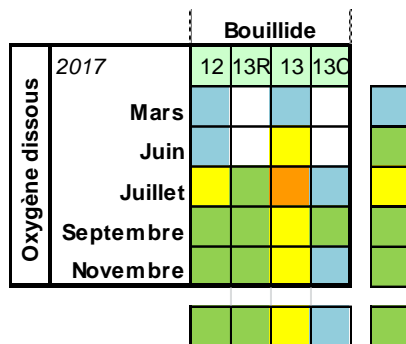 Bouillide
2017 12 13R 13 13C
Oxygène dissous
Mars
Juin
Juillet
Septembre
Novembre